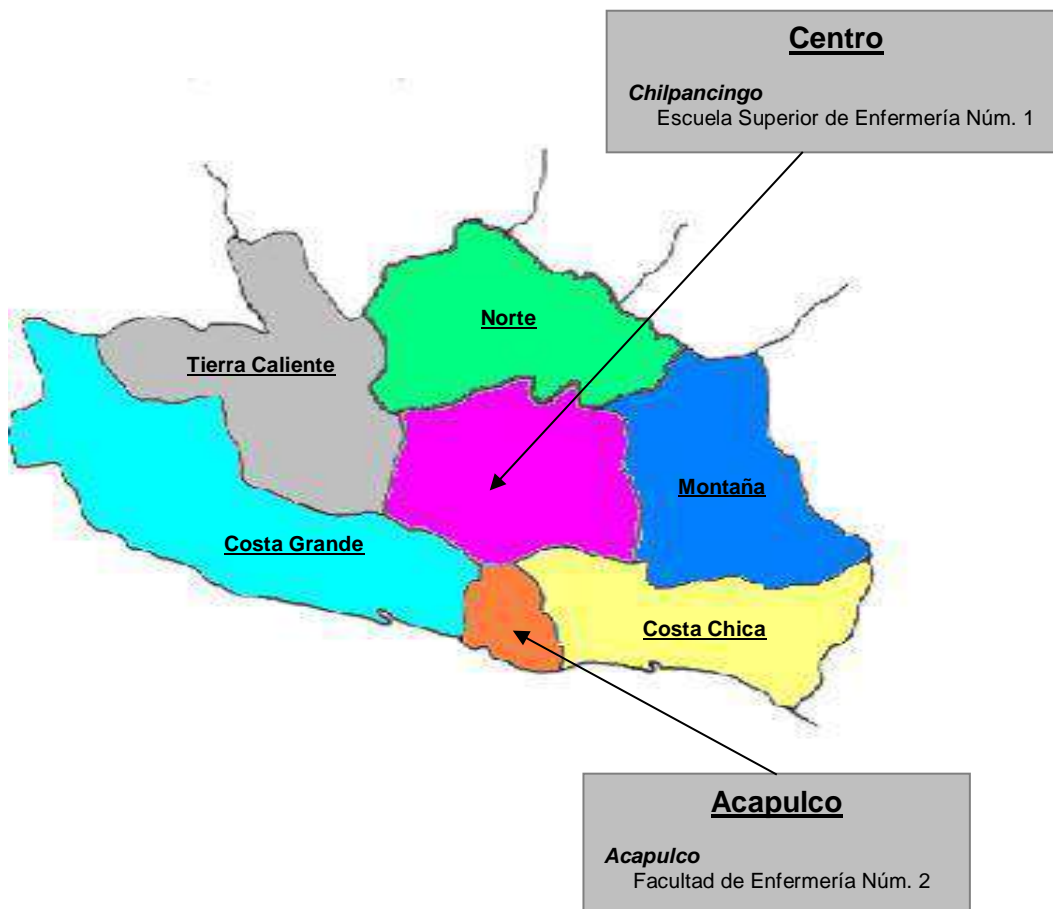 Centro
Chilpancingo
Escuela Superior de Enfermería Núm. 1
Norte
Tierra Caliente
Montaña
Costa Grande
Costa Chica
Acapulco
Acapulco
Facultad de Enfermería Núm. 2